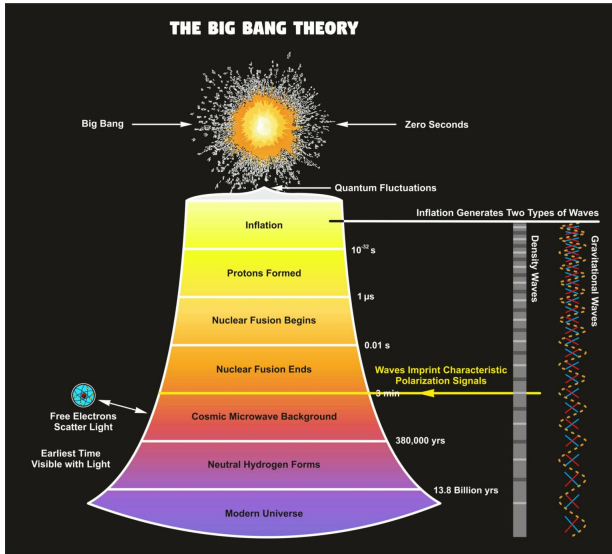 THE BIG BANG THEORY
Big Bang
Zero Seconds
Quantum Fluctuations
Inflation Generates Two Types of Waves
Inflation
10⁻³² s
Protons Formed
1 µs
Nuclear Fusion Begins
0.01 s
Nuclear Fusion Ends
Waves Imprint Characteristic
Polarization Signals
3 min
Cosmic Microwave Background
Free Electrons
Scatter Light
380,000 yrs
Earliest Time
Visible with Light
Neutral Hydrogen Forms
13.8 Billion yrs
Modern Universe
Density Waves
Gravitational Waves